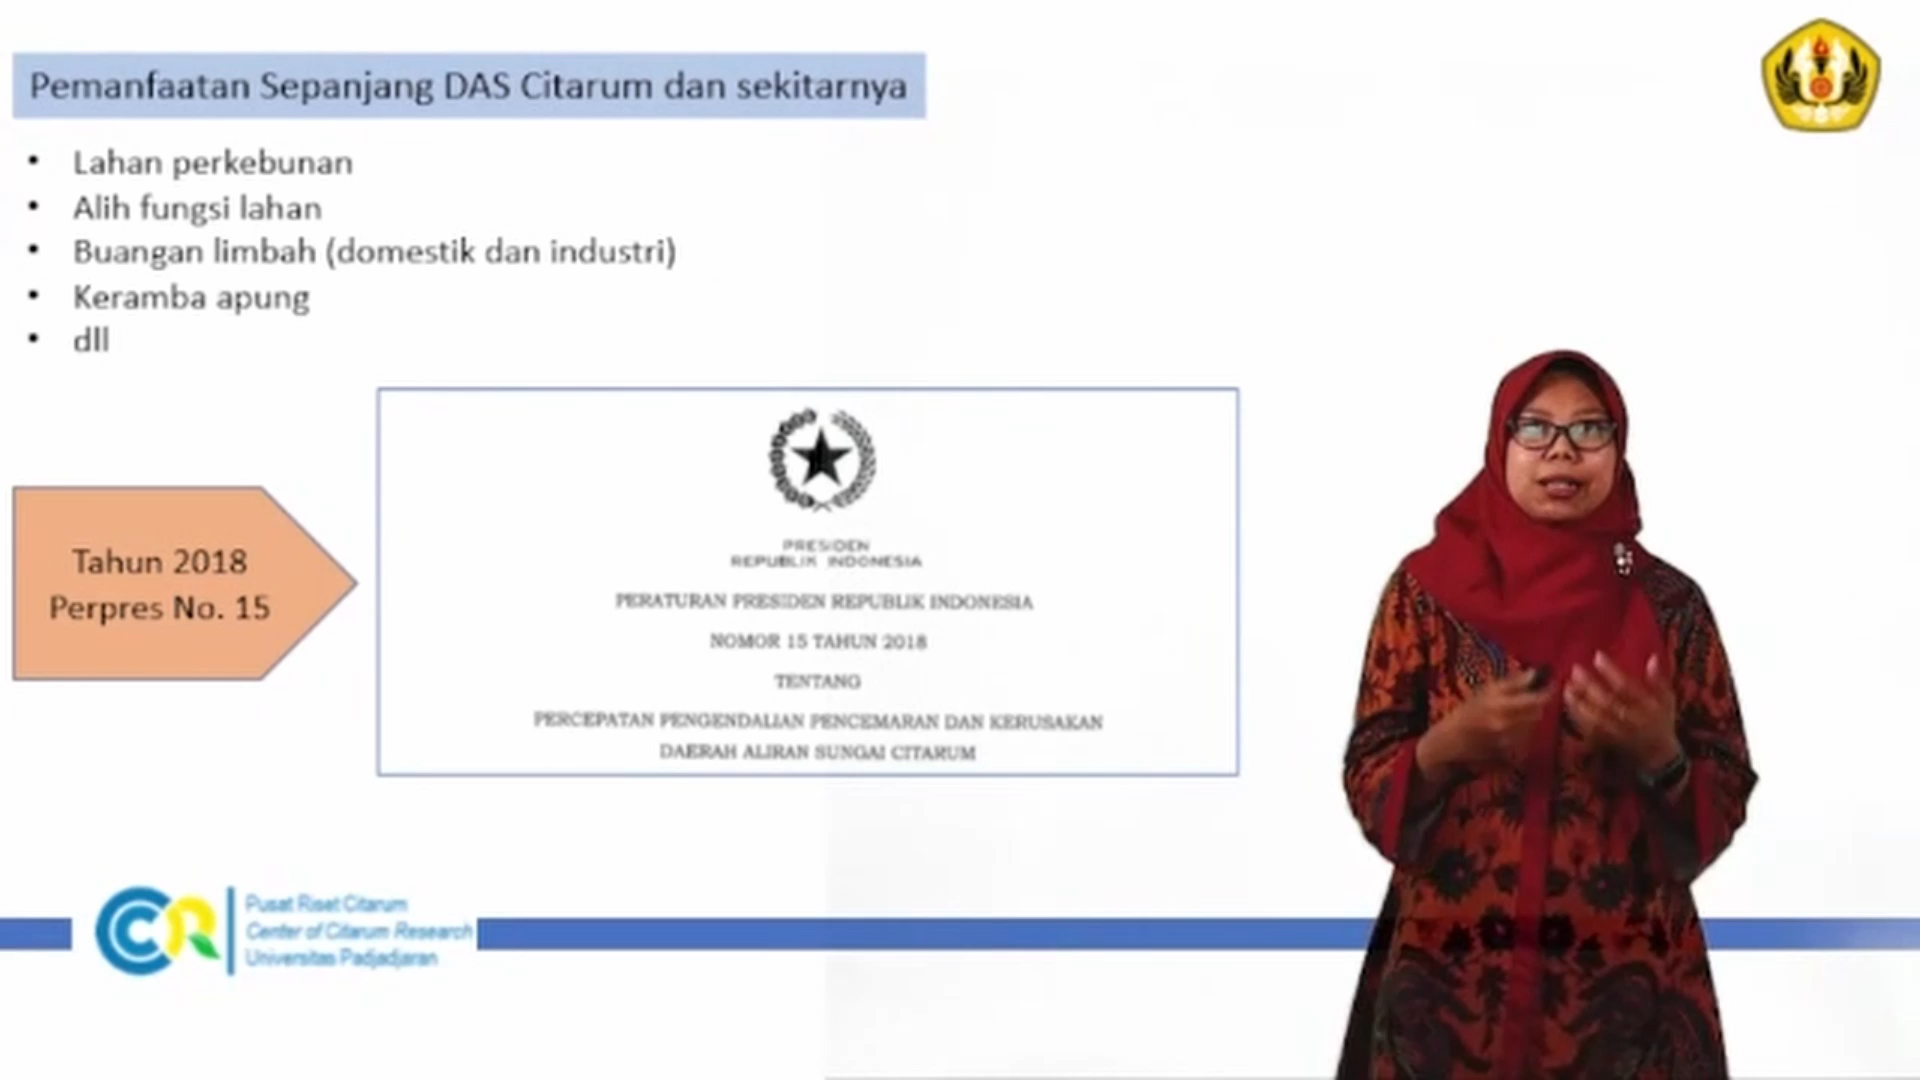 Pemanfaatan Sepanjang DAS Citarum dan sekitarnya
• Lahan perkebunan
• Alih fungsi lahan
• Buangan limbah (domestik dan industri)
• Keramba apung
• dll
PRESIDEN
REPUBLIK INDONESIA
PERATURAN PRESIDEN REPUBLIK INDONESIA
NOMOR 15 TAHUN 2018
TENTANG
PERCEPATAN PENGENDALIAN PENCEMARAN DAN KERUSAKAN
DAERAH ALIRAN SUNGAI CITARUM
Tahun 2018
Perpres No. 15
CR
Pusat Riset Citarum
Center of Citarum Research
Universitas Padjadjaran